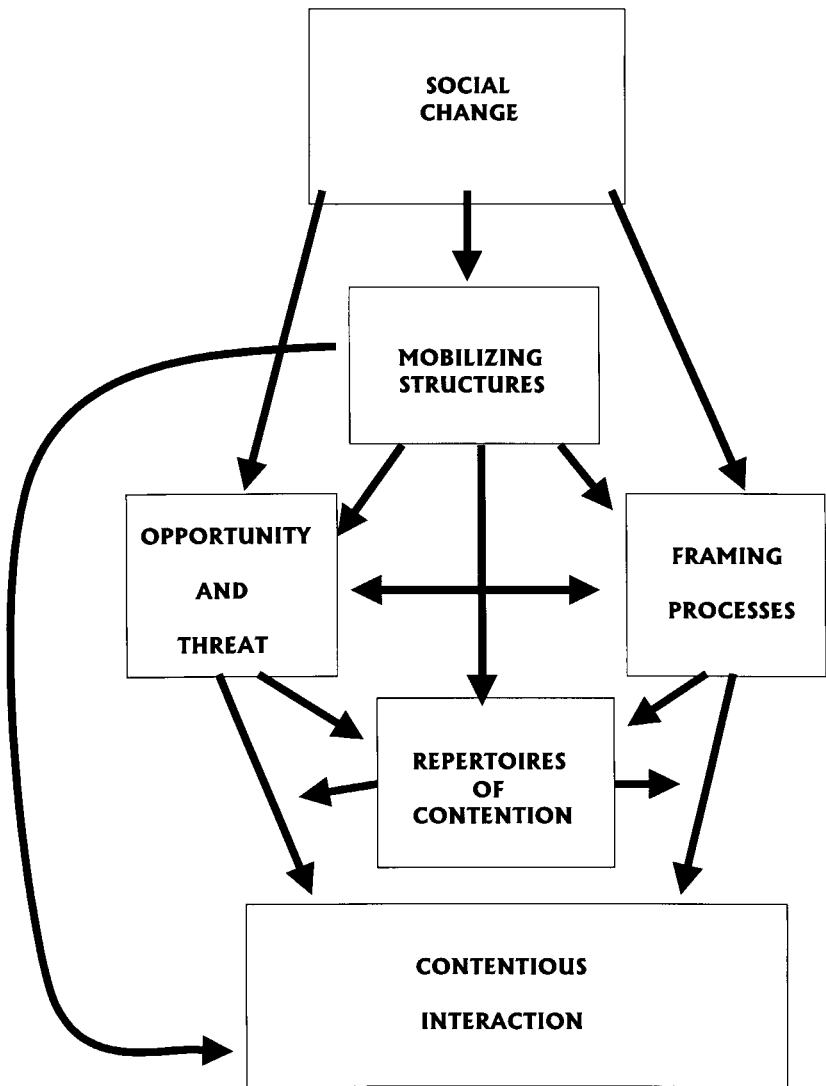 SOCIAL
CHANGE
MOBILIZING
STRUCTURES
OPPORTUNITY
AND
THREAT
FRAMING
PROCESSES
REPERTOIRES
OF
CONTENTION
CONTENTIOUS
INTERACTION